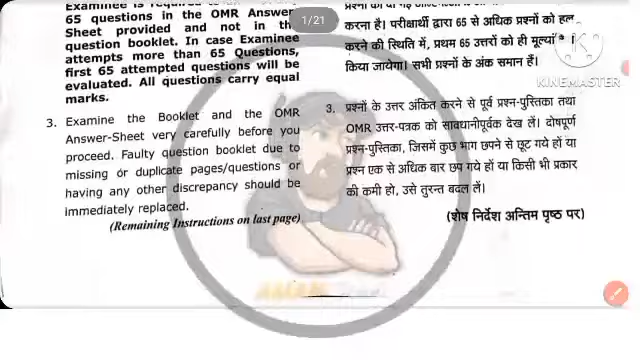 Examinee is required to
65 questions in the OMR Answer
Sheet provided and not in the
question booklet. In case Examinee
attempts more than 65 Questions,
first 65 attempted questions will be
evaluated. All questions carry equal
marks.
3. Examine the Booklet and the OMR
Answer-Sheet very carefully before you
proceed. Faulty question booklet due to
missing or duplicate pages/questions or
having any other discrepancy should be
immediately replaced.
(Remaining Instructions on last page)
1/21
करना है। परीक्षार्थी द्वारा 65 से अधिक प्रश्नों को हल
करने की स्थिति में, प्रथम 65 उत्तरों को ही
किया जायेगा। सभी प्रश्नों के अंक समान हैं।
KINEMASTER
3. प्रश्नों के उत्तर अंकित करने से पूर्व प्रश्न-पुस्तिका तथा
OMR उत्तर-पत्रक को सावधानीपूर्वक देख लें। दोषपूर्ण
प्रश्न-पुस्तिका, जिसमें कुछ भाग छपने से छूट गये हों या
प्रश्न एक से अधिक बार छप गये हों या किसी भी प्रकार
की कमी हो, उसे तुरन्त बदल लें।
(शेष निर्देश अन्तिम पृष्ठ पर)